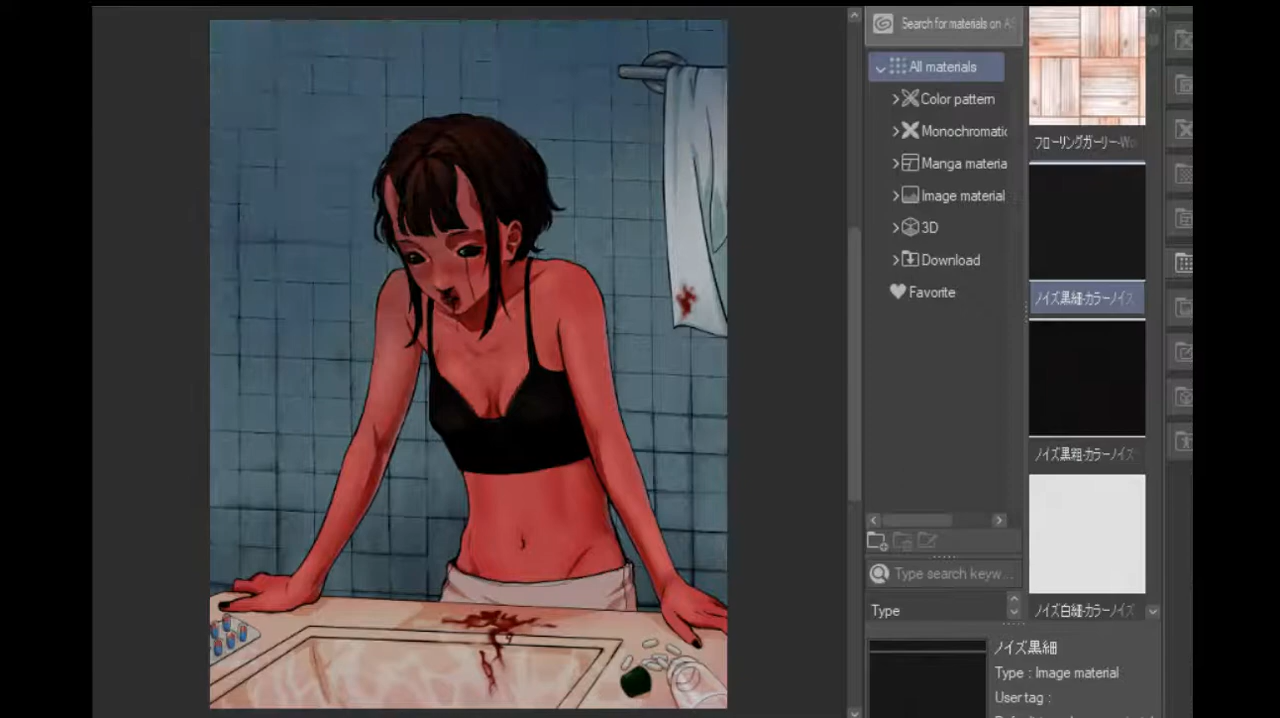 Search for materials on AS
All materials
Color pattern
Monochromatic
Manga materia
Image material
3D
Download
Favorite
Type search keyw...
Type
フローリングガーリー-Wo
ノイズ黒細-カラーノイズ
ノイズ黒粗-カラーノイズ
ノイズ白細-カラーノイズ
ノイズ黒細
Type : Image material
User tag :